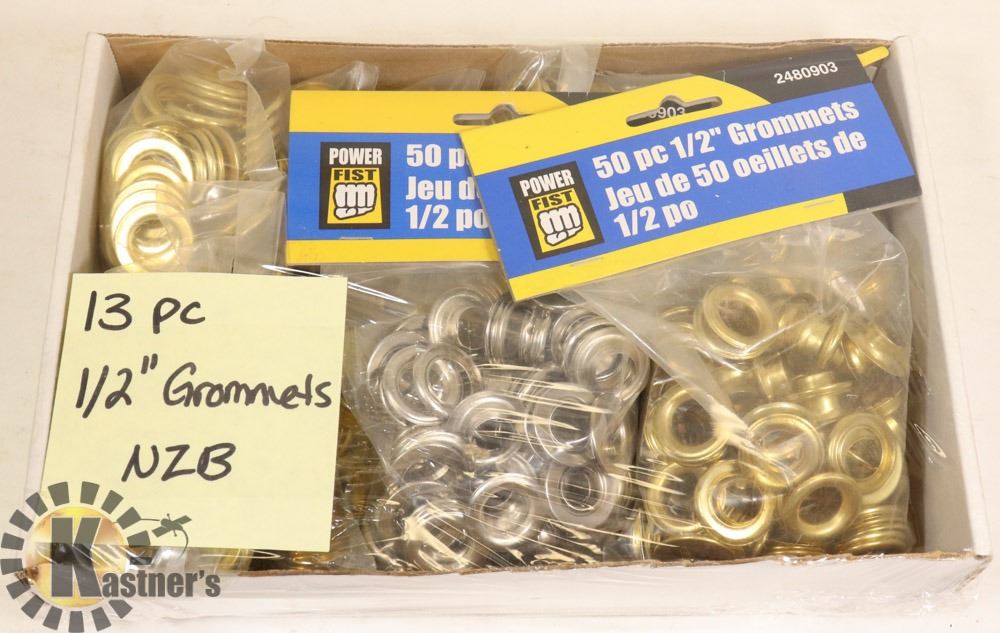 2480903
50 pc 1/2" Grommets
Jeu de 50 oeillets de
1/2 po
POWER
FIST
0903
50 p
Jeu d
1/2 po
POWER
FIST
13 PC
1/2" Grommets
NZB
Kastner's